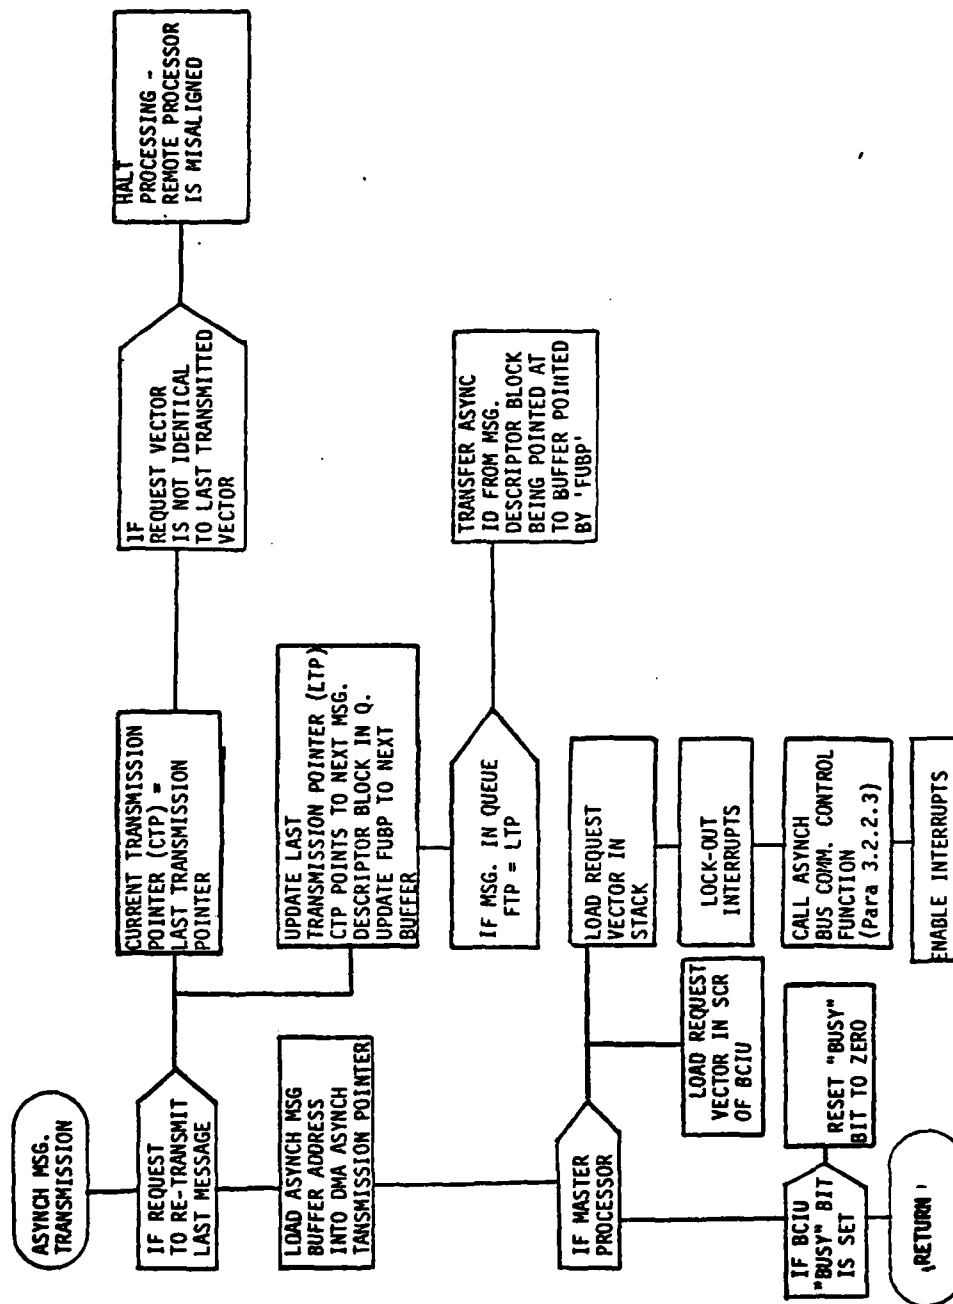 ASYNCH MSG.
TRANSMISSION
IF REQUEST
TO RE-TRANSMIT
LAST MESSAGE
CURRENT TRANSMISSION
POINTER (CTP) =
LAST TRANSMISSION
POINTER
IF
REQUEST VECTOR
IS NOT IDENTICAL
TO LAST TRANSMITTED
VECTOR
HALT
PROCESSING -
REMOTE PROCESSOR
IS MISALIGNED
UPDATE LAST
TRANSMISSION POINTER (LTP)
CTP POINTS TO NEXT MSG.
DESCRIPTOR BLOCK IN Q.
UPDATE FUBP TO NEXT
BUFFER
IF MSG. IN QUEUE
FTP = LTP
TRANSFER ASYNC
ID FROM MSG.
DESCRIPTOR BLOCK
BEING POINTED AT
TO BUFFER POINTED
BY 'FUBP'
LOAD ASYNCH MSG
BUFFER ADDRESS
INTO DMA ASYNCH
TANSMISSION POINTER
IF MASTER
PROCESSOR
LOAD REQUEST
VECTOR IN
STACK
LOCK-OUT
INTERRUPTS
CALL ASYNCH
BUS COMM. CONTROL
FUNCTION
(Para 3.2.2.3)
ENABLE INTERRUPTS
LOAD REQUEST
VECTOR IN SCR
OF BCIU
IF BCIU
"BUSY" BIT
IS SET
RESET "BUSY"
BIT TO ZERO
RETURN